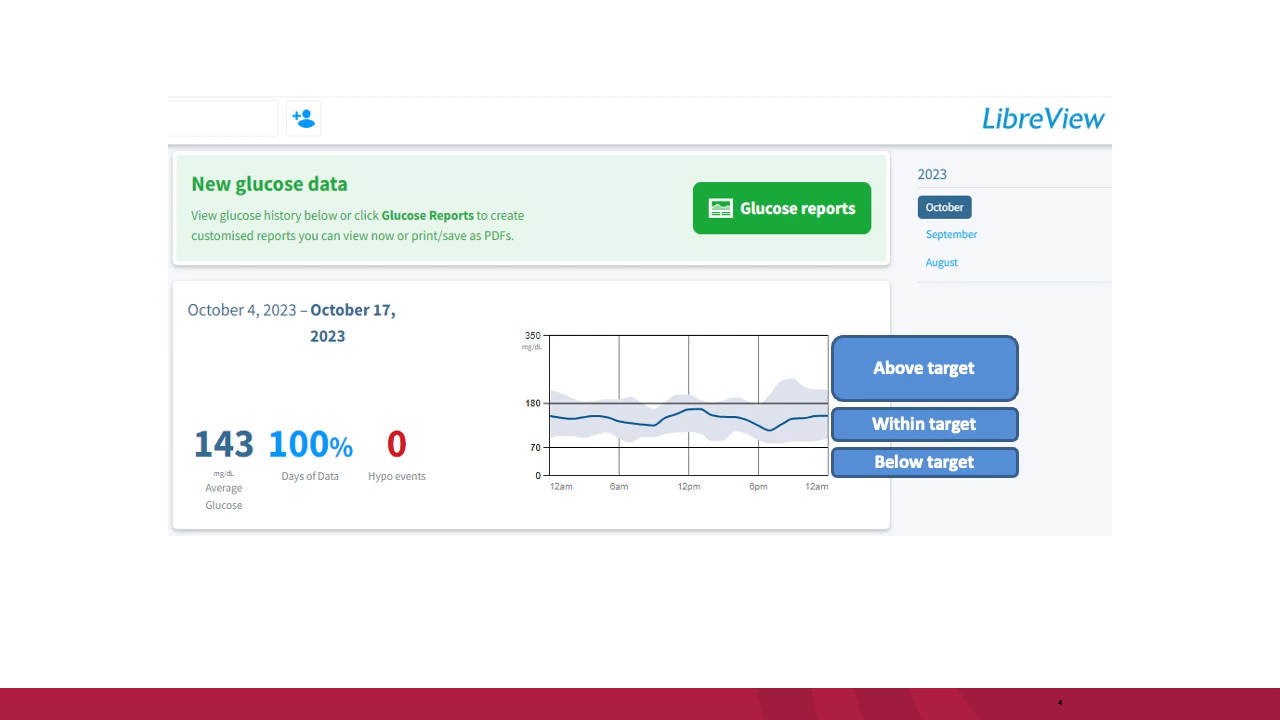 LibreView
New glucose data
View glucose history below or click Glucose Reports to create
customised reports you can view now or print/save as PDFs.
Glucose reports
2023
October
September
August
October 4, 2023 – October 17,
2023
143
mg/dL
Average
Glucose
100%
Days of Data
0
Hypo events
350
mg/dL
180
70
0
12am 6am 12pm 6pm 12am
Above target
Within target
Below target
4